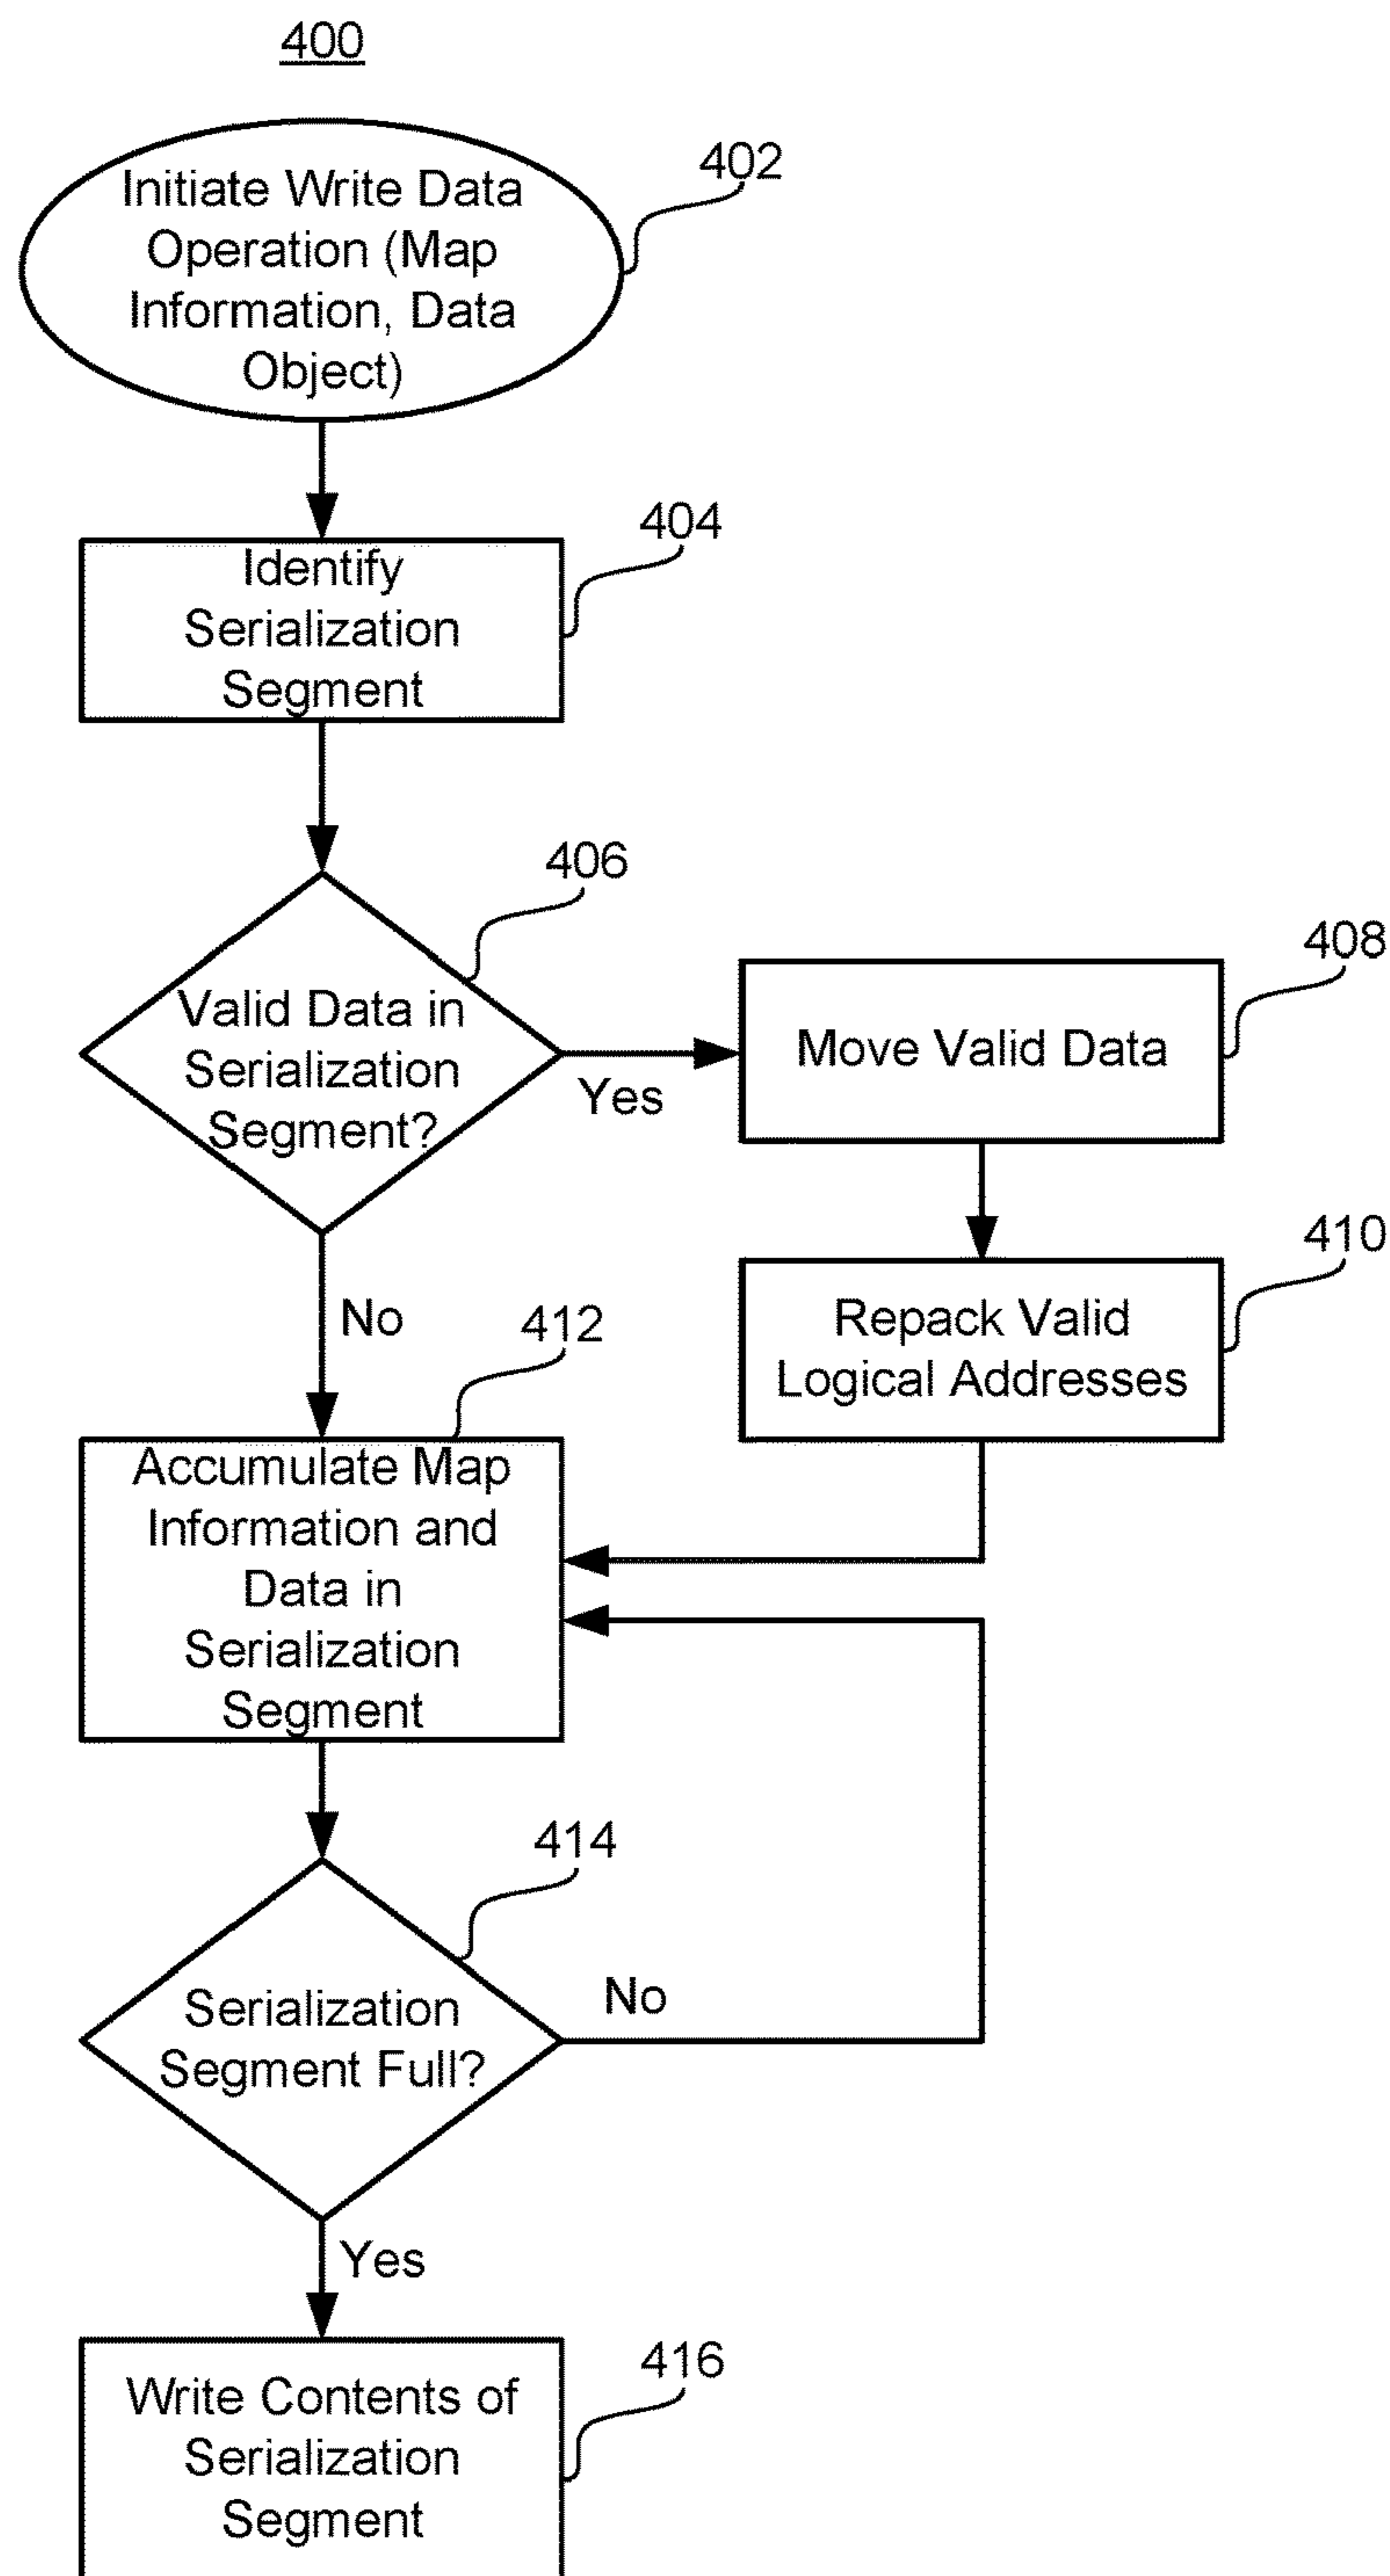 400
402
Initiate Write Data
Operation (Map
Information, Data
Object)
404
Identify
Serialization
Segment
406
Valid Data in
Serialization
Segment?
Yes
408
Move Valid Data
410
Repack Valid
Logical Addresses
No
412
Accumulate Map
Information and
Data in
Serialization
Segment
414
Serialization
Segment Full?
No
Yes
416
Write Contents of
Serialization
Segment